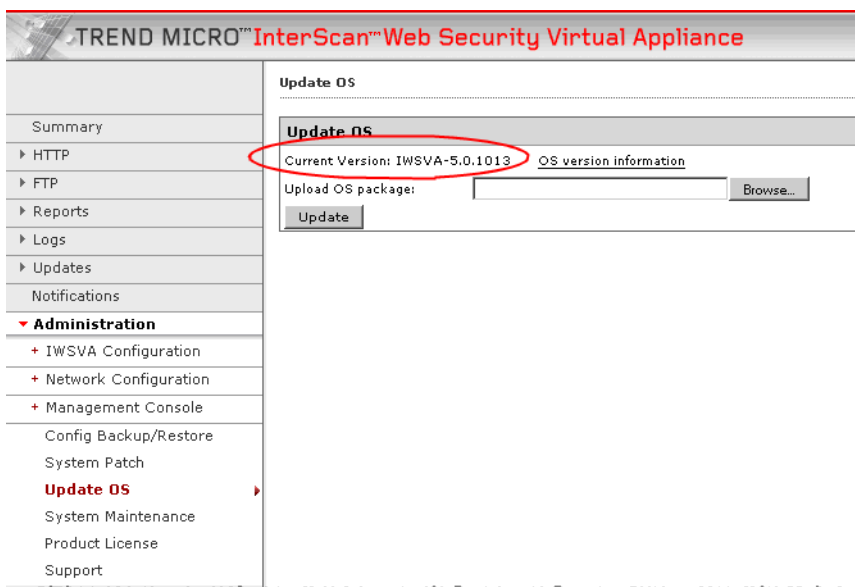 TREND MICRO™ InterScan™ Web Security Virtual Appliance
Update OS
Summary
HTTP
FTP
Reports
Logs
Updates
Notifications
Administration
+ IWSVA Configuration
+ Network Configuration
+ Management Console
Config Backup/Restore
System Patch
Update OS
System Maintenance
Product License
Support
Update OS
Current Version: IWSVA-5.0.1013 OS version information
Upload OS package: Browse...
Update